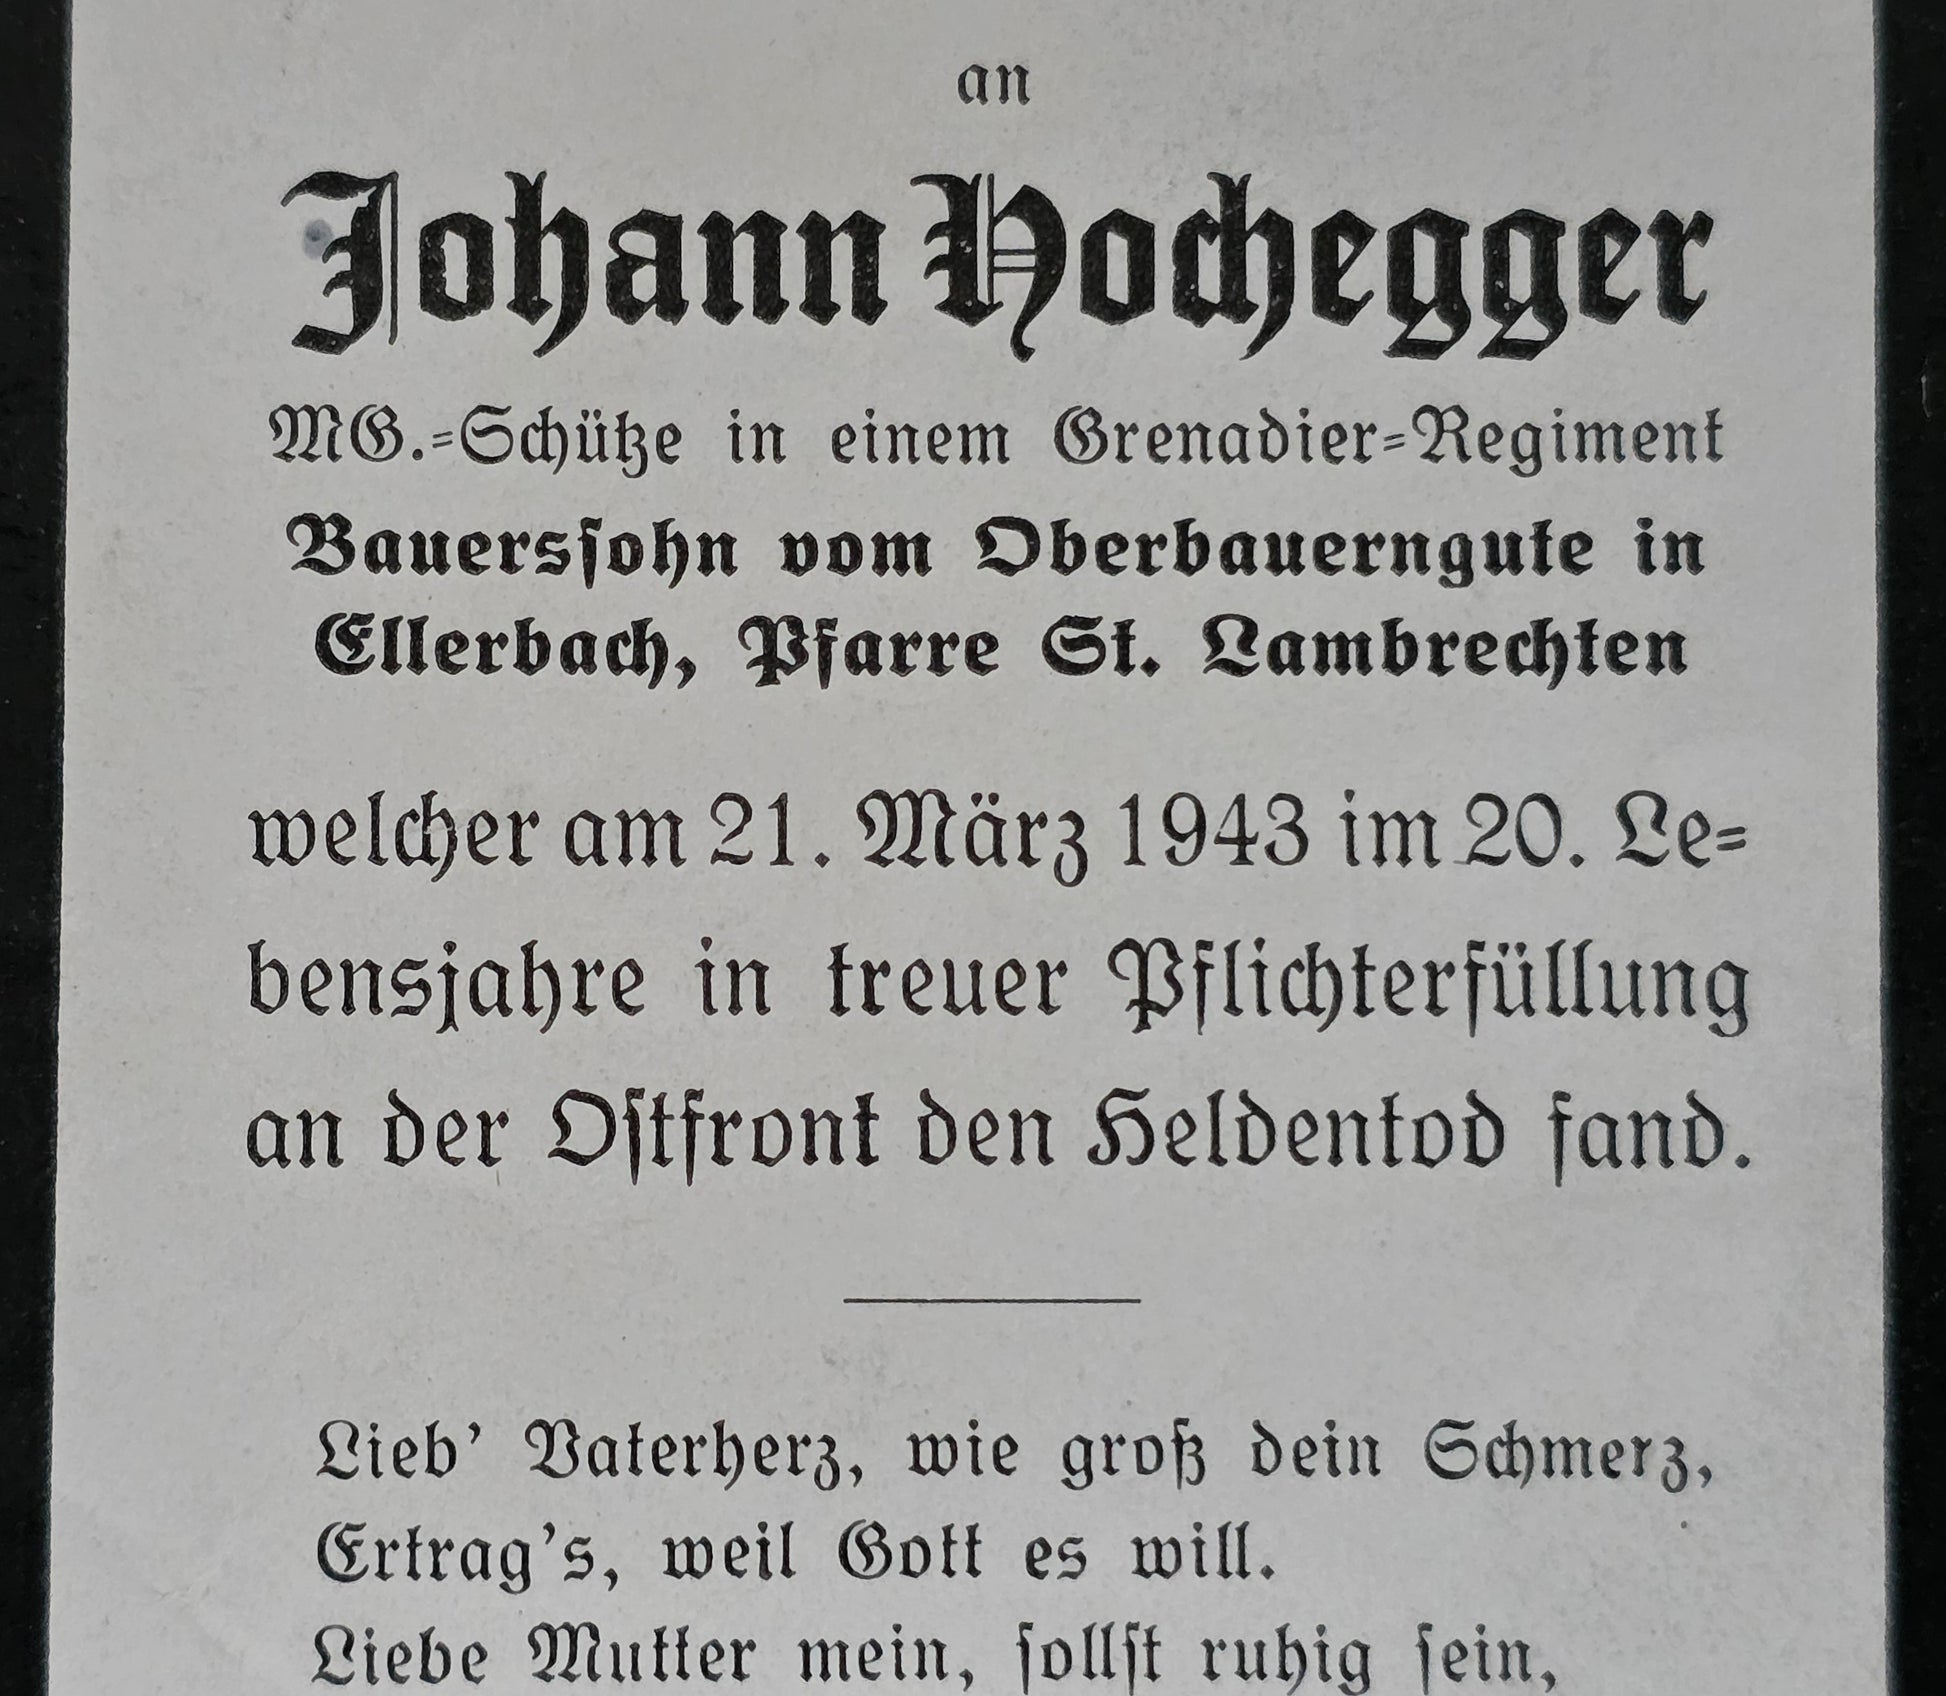 an
Johann Hochegger
MG.-Schütze in einem Grenadier-Regiment
Bauerssohn vom Oberbauerngute in
Ellerbach, Pfarre St. Lambrechten
welcher am 21. März 1943 im 20. Le-
bensjahre in treuer Pflichterfüllung
an der Ostfront den Heldentod fand.
Lieb' Vaterherz, wie groß dein Schmerz,
Ertrag's, weil Gott es will.
Liebe Mutter mein, sollst ruhig sein,